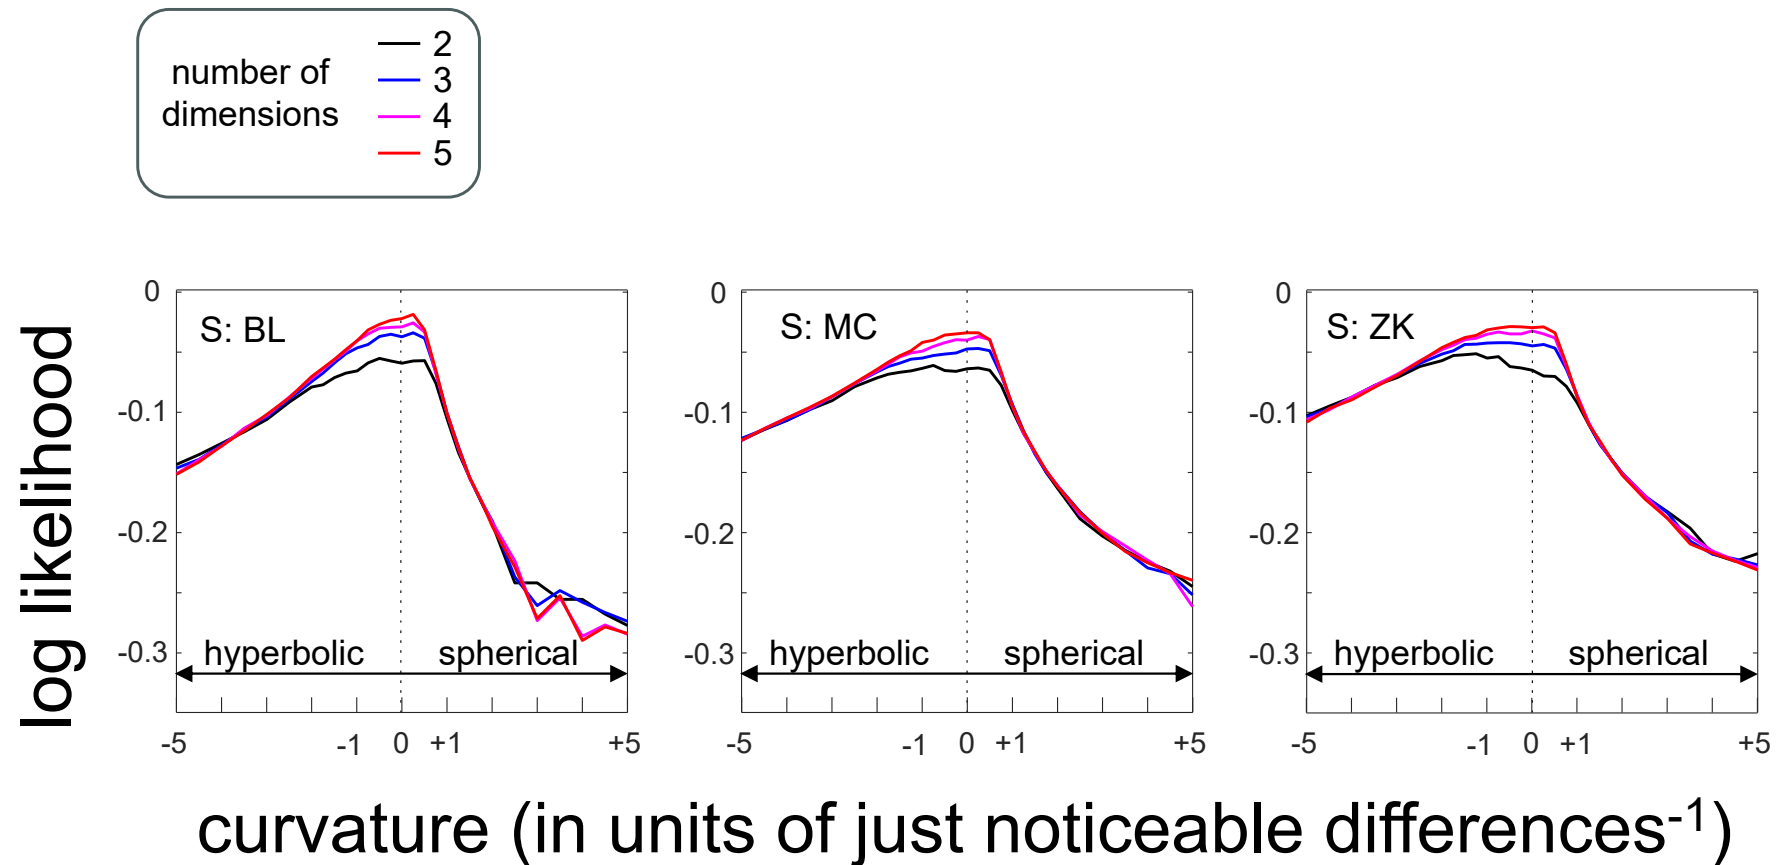 number of
dimensions
2
3
4
5
log likelihood
0
-0.1
-0.2
-0.3
S: BL
hyperbolic
spherical
-5
-1
0
+1
+5
0
-0.1
-0.2
-0.3
S: MC
hyperbolic
spherical
-5
-1
0
+1
+5
0
-0.1
-0.2
-0.3
S: ZK
hyperbolic
spherical
-5
-1
0
+1
+5
curvature (in units of just noticeable differences⁻¹)